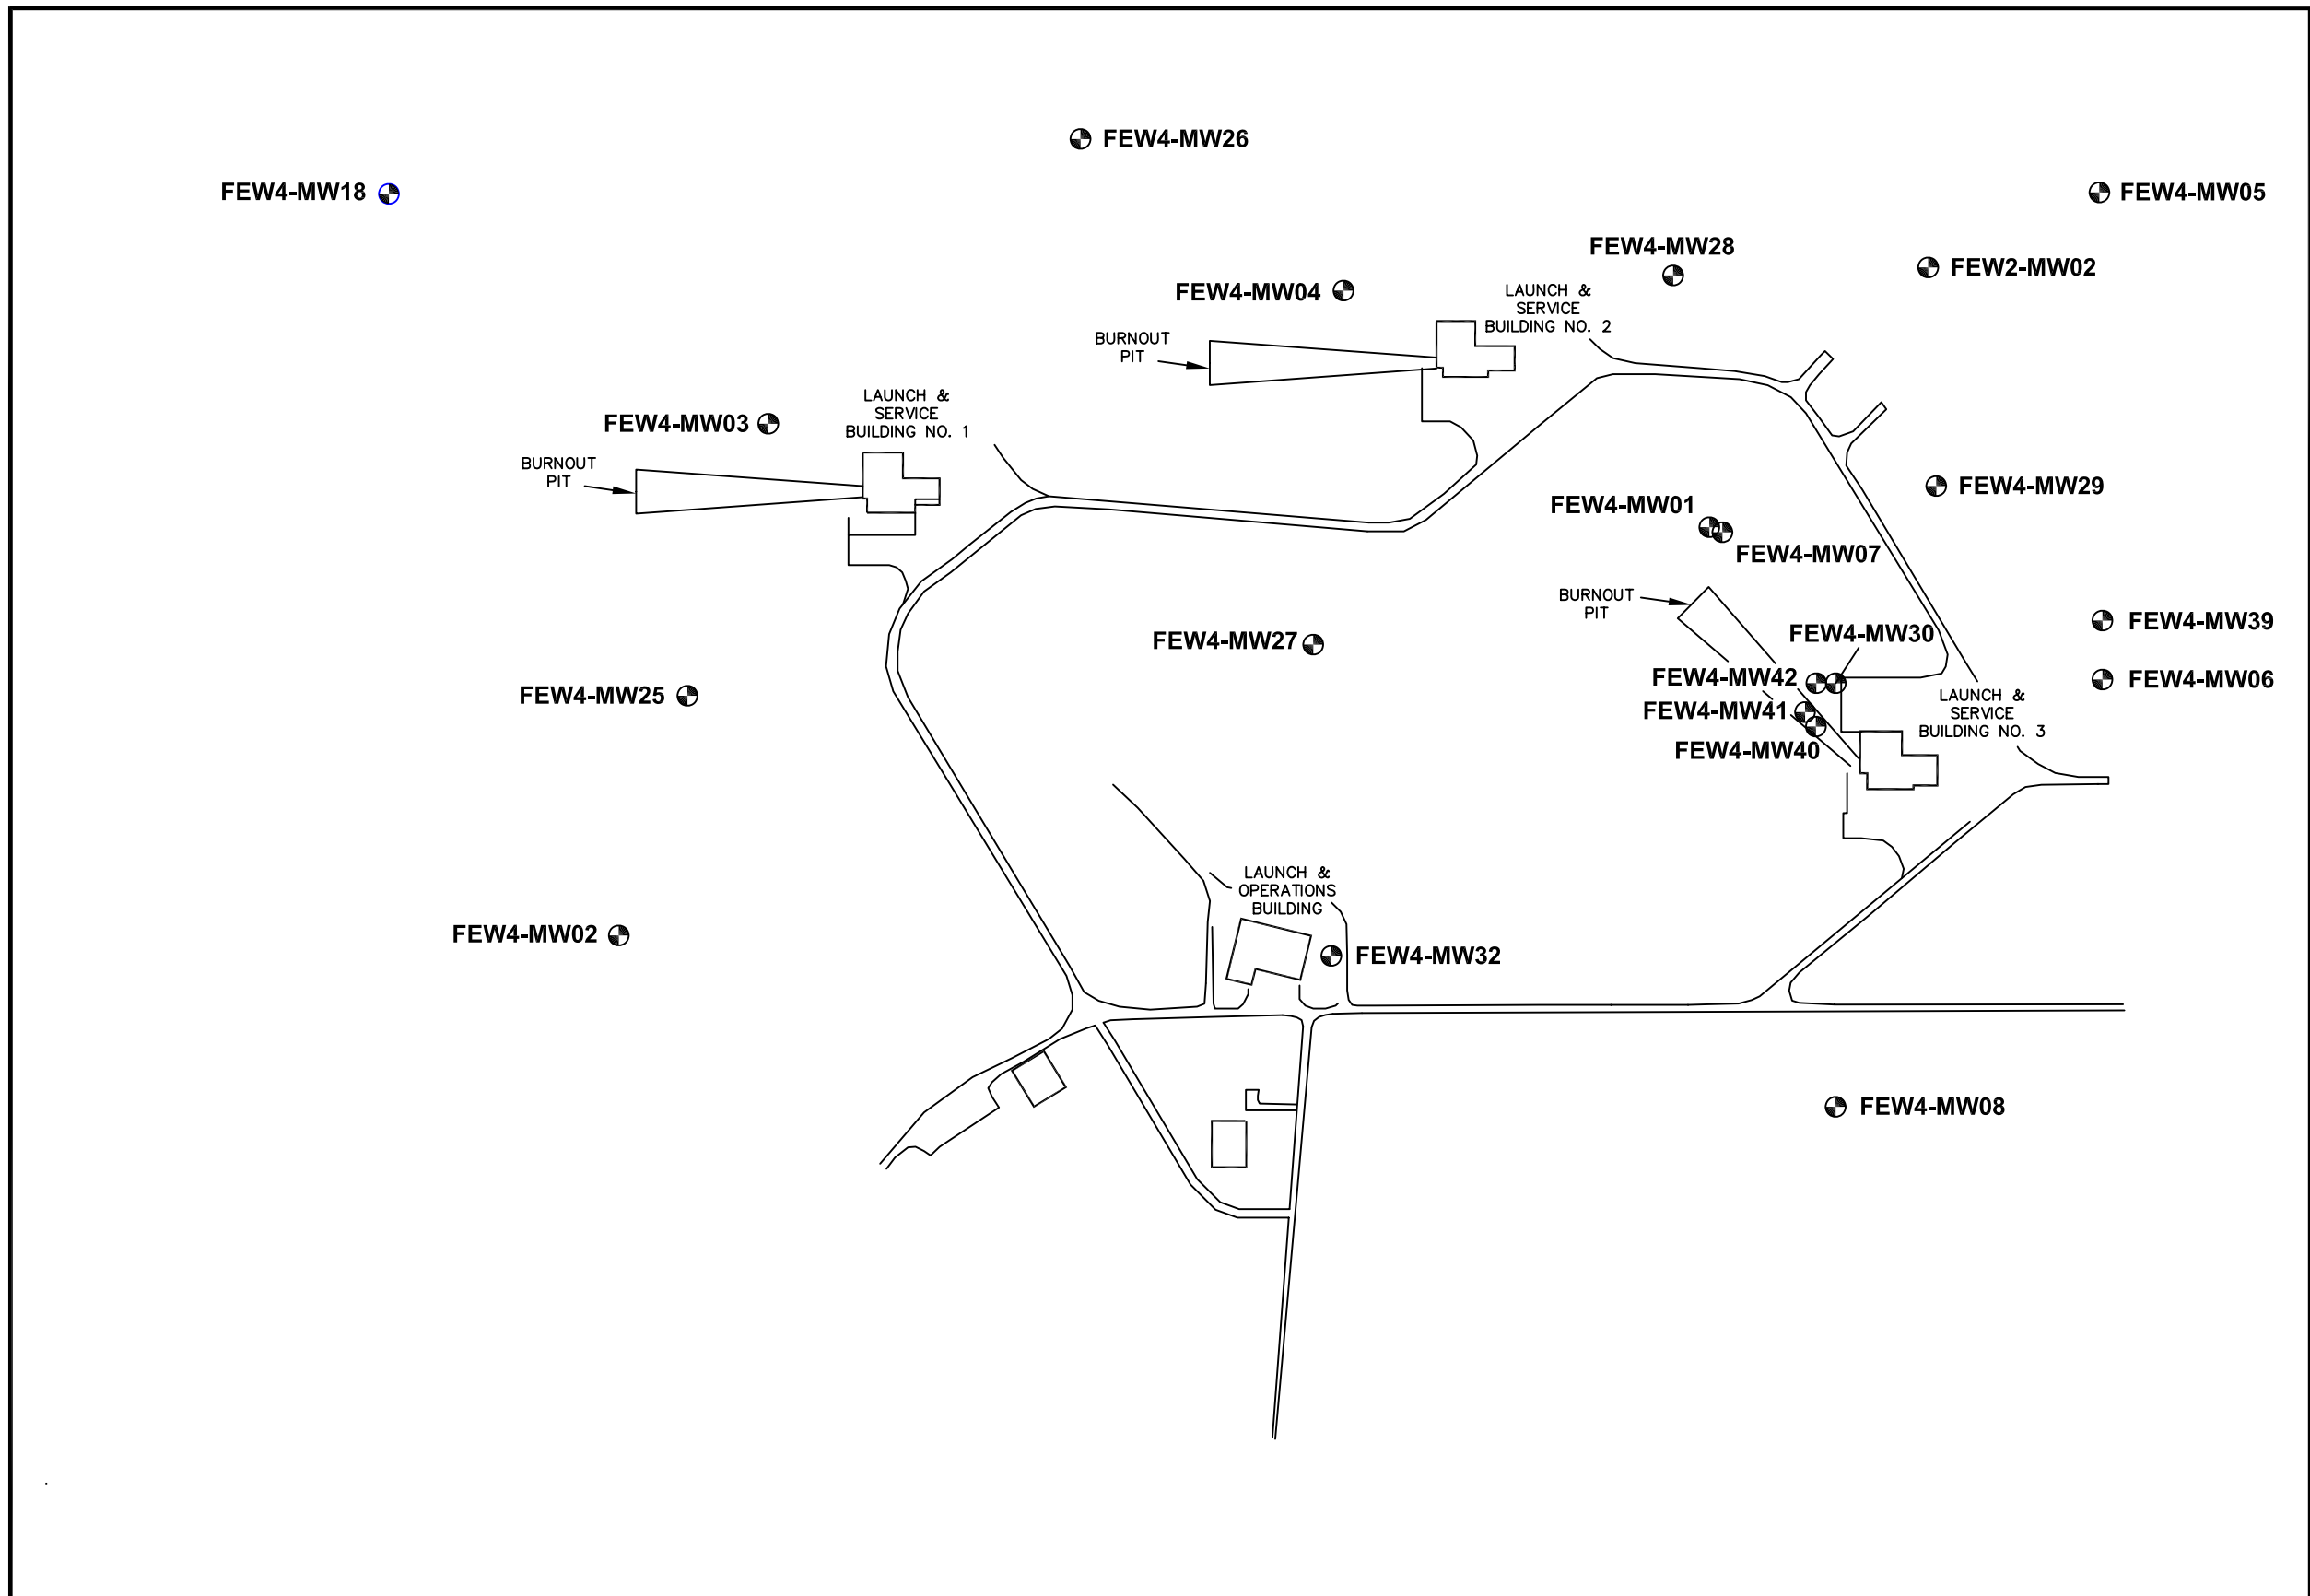 FEW4-MW26
FEW4-MW18
FEW4-MW05
FEW4-MW28
FEW2-MW02
FEW4-MW04
LAUNCH &
SERVICE
BUILDING NO. 2
BURNOUT
PIT
LAUNCH &
SERVICE
BUILDING NO. 1
FEW4-MW03
BURNOUT
PIT
FEW4-MW29
FEW4-MW01
FEW4-MW07
BURNOUT
PIT
FEW4-MW39
FEW4-MW30
FEW4-MW27
FEW4-MW42
FEW4-MW06
FEW4-MW25
LAUNCH &
SERVICE
BUILDING NO. 3
FEW4-MW41
FEW4-MW40
LAUNCH &
OPERATIONS
BUILDING
FEW4-MW02
FEW4-MW32
FEW4-MW08